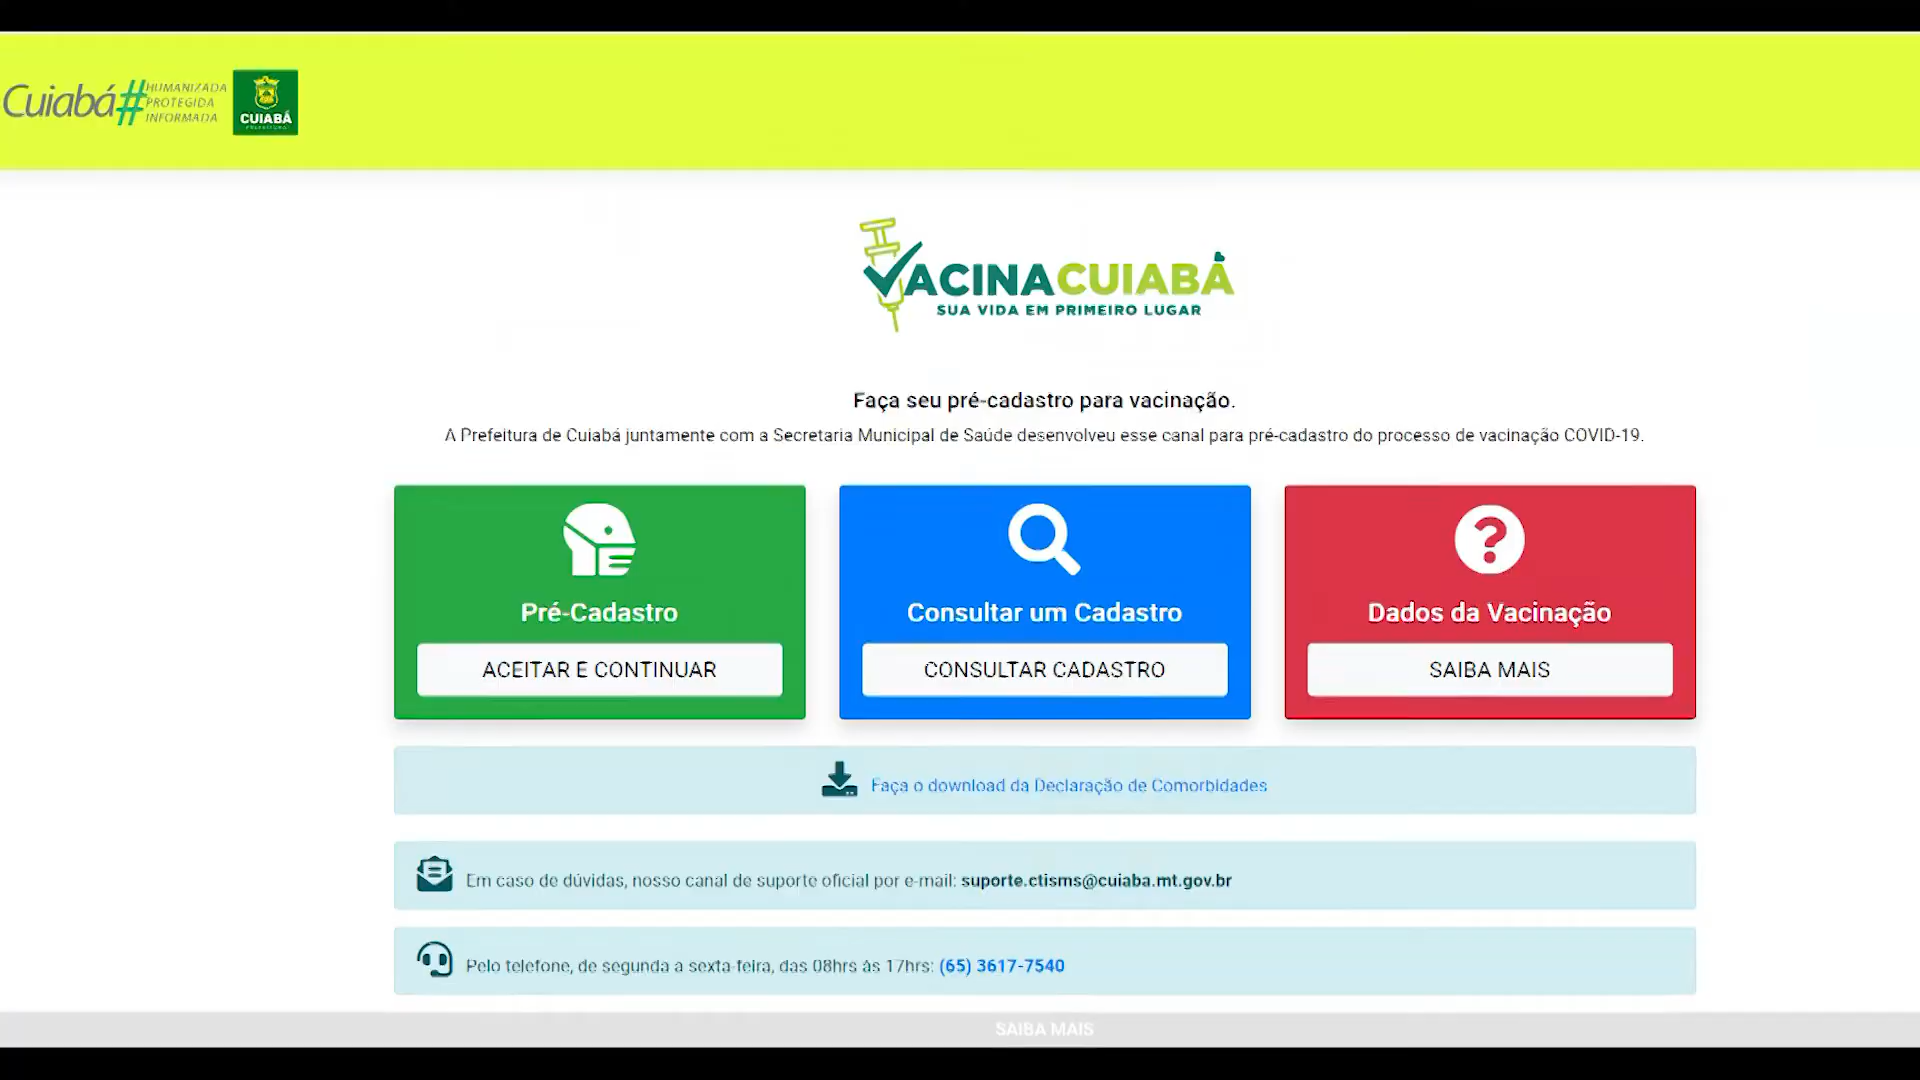 Cuiabá# HUMANIZADA
PROTEGIDA
INFORMADA
CUIABÁ
PREFEITURA
VACINACUIABÁ
SUA VIDA EM PRIMEIRO LUGAR
Faça seu pré-cadastro para vacinação.
A Prefeitura de Cuiabá juntamente com a Secretaria Municipal de Saúde desenvolveu esse canal para pré-cadastro do processo de vacinação COVID-19.
Pré-Cadastro
ACEITAR E CONTINUAR
Consultar um Cadastro
CONSULTAR CADASTRO
Dados da Vacinação
SAIBA MAIS
Faça o download da Declaração de Comorbidades
Em caso de dúvidas, nosso canal de suporte oficial por e-mail: suporte.ctisms@cuiaba.mt.gov.br
Pelo telefone, de segunda a sexta-feira, das 08hrs às 17hrs: (65) 3617-7540
SAIBA MAIS